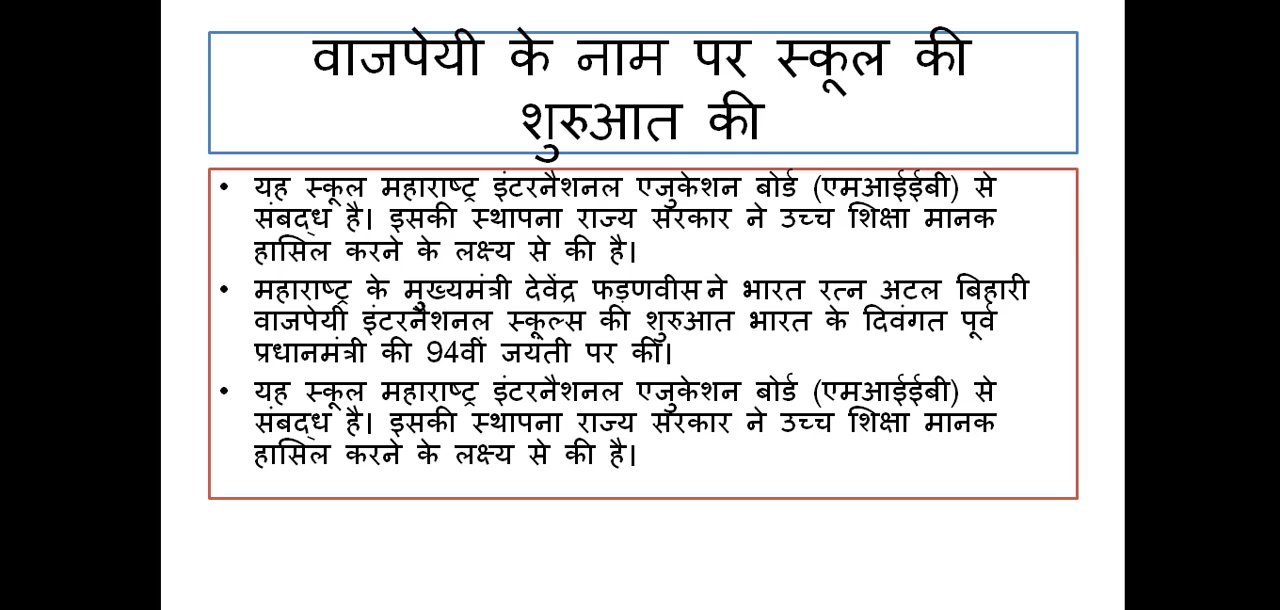 वाजपेयी के नाम पर स्कूल की
शुरुआत की
• यह स्कूल महाराष्ट्र इंटरनैशनल एजुकेशन बोर्ड (एमआईईबी) से
संबद्ध है। इसकी स्थापना राज्य सरकार ने उच्च शिक्षा मानक
हासिल करने के लक्ष्य से की है।
• महाराष्ट्र के मुख्यमंत्री देवेंद्र फड़णवीस ने भारत रत्न अटल बिहारी
वाजपेयी इंटरनैशनल स्कूल्स की शुरुआत भारत के दिवंगत पूर्व
प्रधानमंत्री की 94वीं जयंती पर की।
• यह स्कूल महाराष्ट्र इंटरनैशनल एजुकेशन बोर्ड (एमआईईबी) से
संबद्ध है। इसकी स्थापना राज्य सरकार ने उच्च शिक्षा मानक
हासिल करने के लक्ष्य से की है।